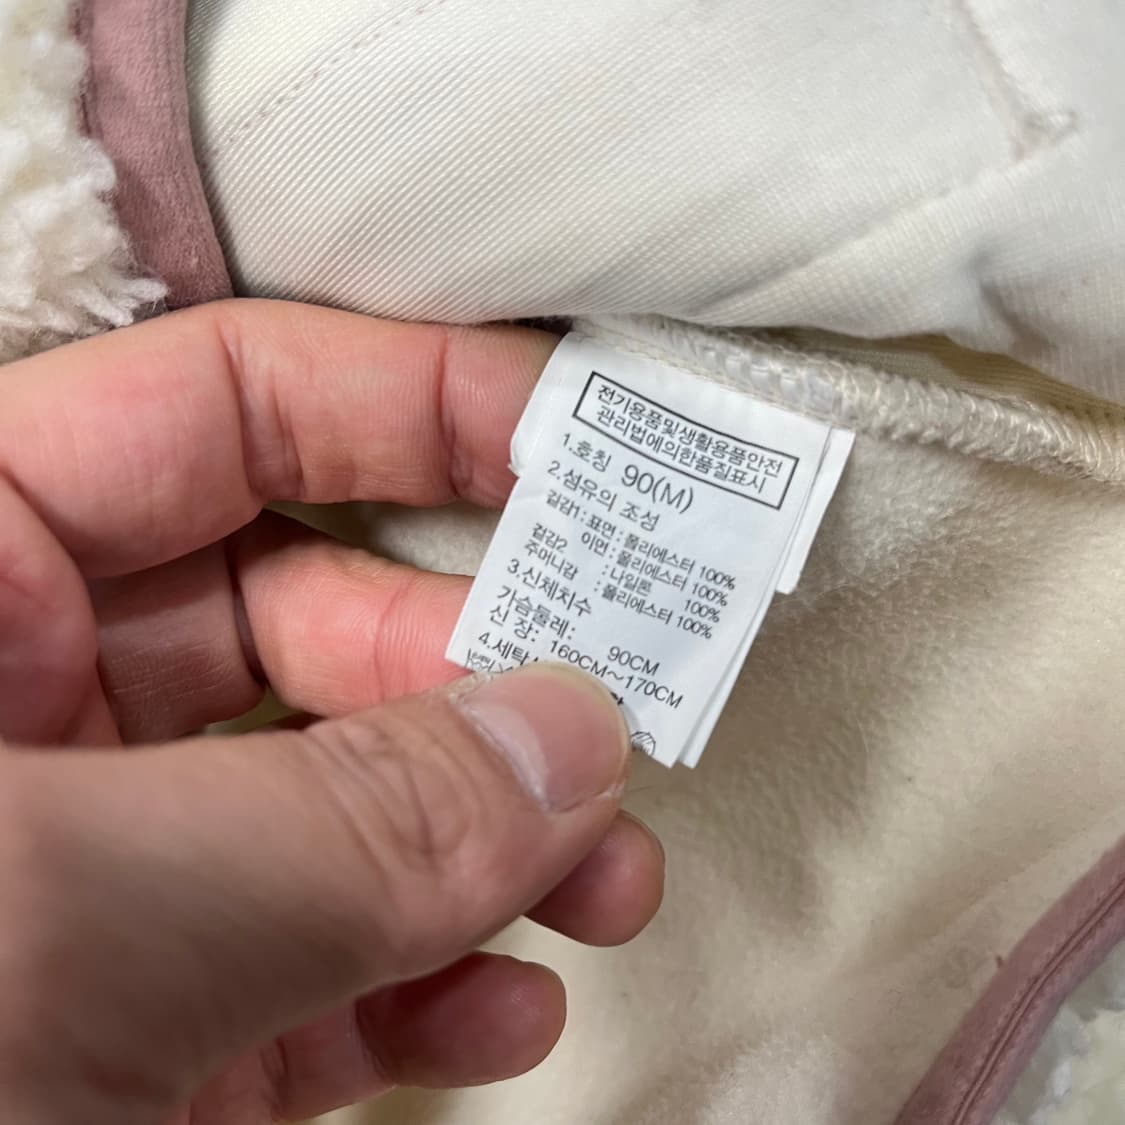 전기용품및생활용품안전
관리법에의한품질표시
1.호칭 90(M)
2.섬유의 조성
겉감1 : 표면 : 폴리에스터 100%
이면 : 폴리에스터 100%
겉감2 : 나일론 100%
주머니감 : 폴리에스터 100%
3.신체치수
가슴둘레: 90CM
신 장: 160CM~170CM
4.세탁